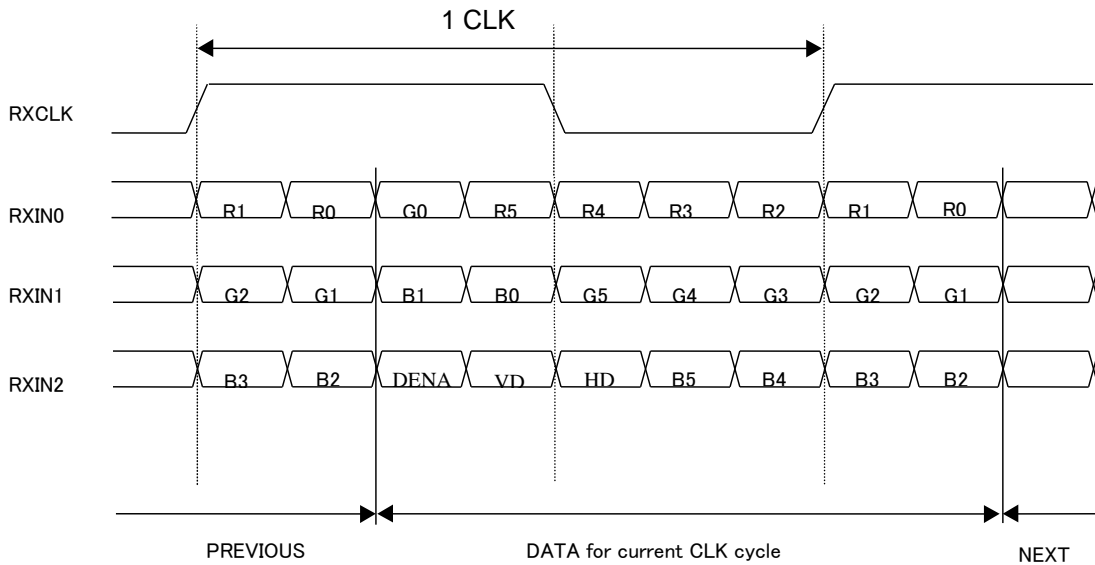 1 CLK
RXCLK
RXIN0 R1 R0 G0 R5 R4 R3 R2 R1 R0
RXIN1 G2 G1 B1 B0 G5 G4 G3 G2 G1
RXIN2 B3 B2 DENA VD HD B5 B4 B3 B2
PREVIOUS DATA for current CLK cycle NEXT